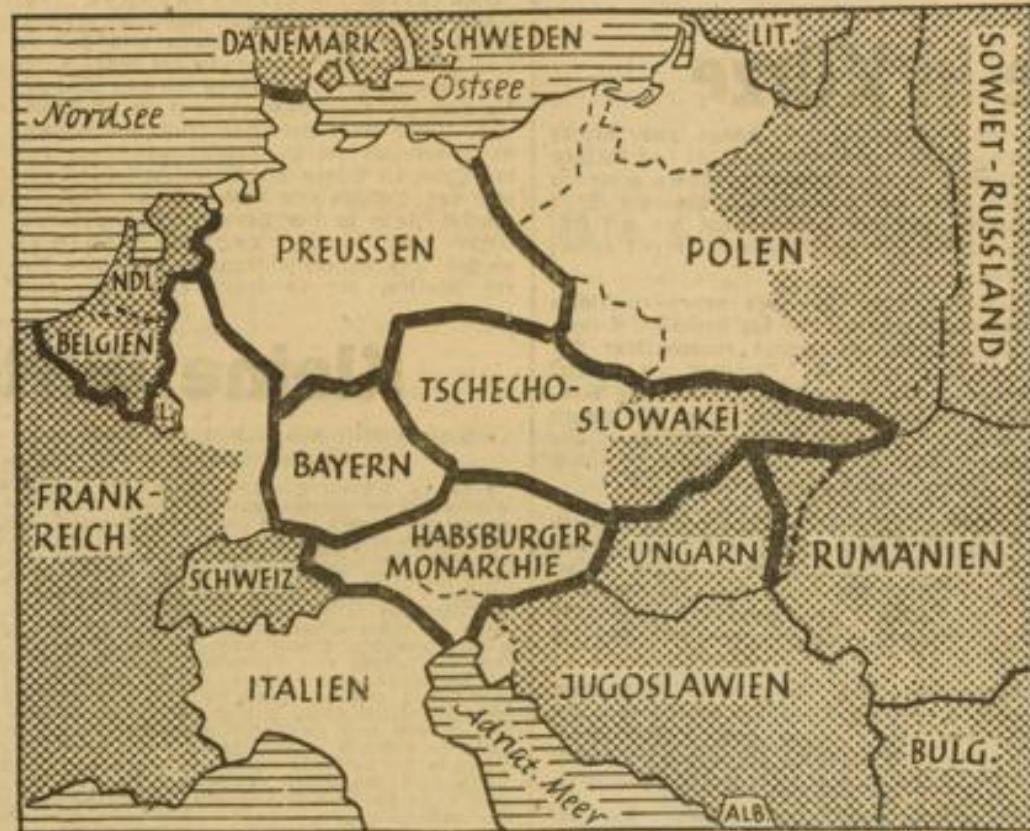 DÄNEMARK
SCHWEDEN
LIT.
Nordsee
Ostsee
SOWJET-RUSSLAND
PREUSSEN
POLEN
NDL.
BELGIEN
L.
TSCHECHO-
SLOWAKEI
BAYERN
FRANK-
REICH
HABSBURGER
MONARCHIE
UNGARN
RUMÄNIEN
SCHWEIZ
ITALIEN
JUGOSLAWIEN
Adriat. Meer
BULG.
ALB.